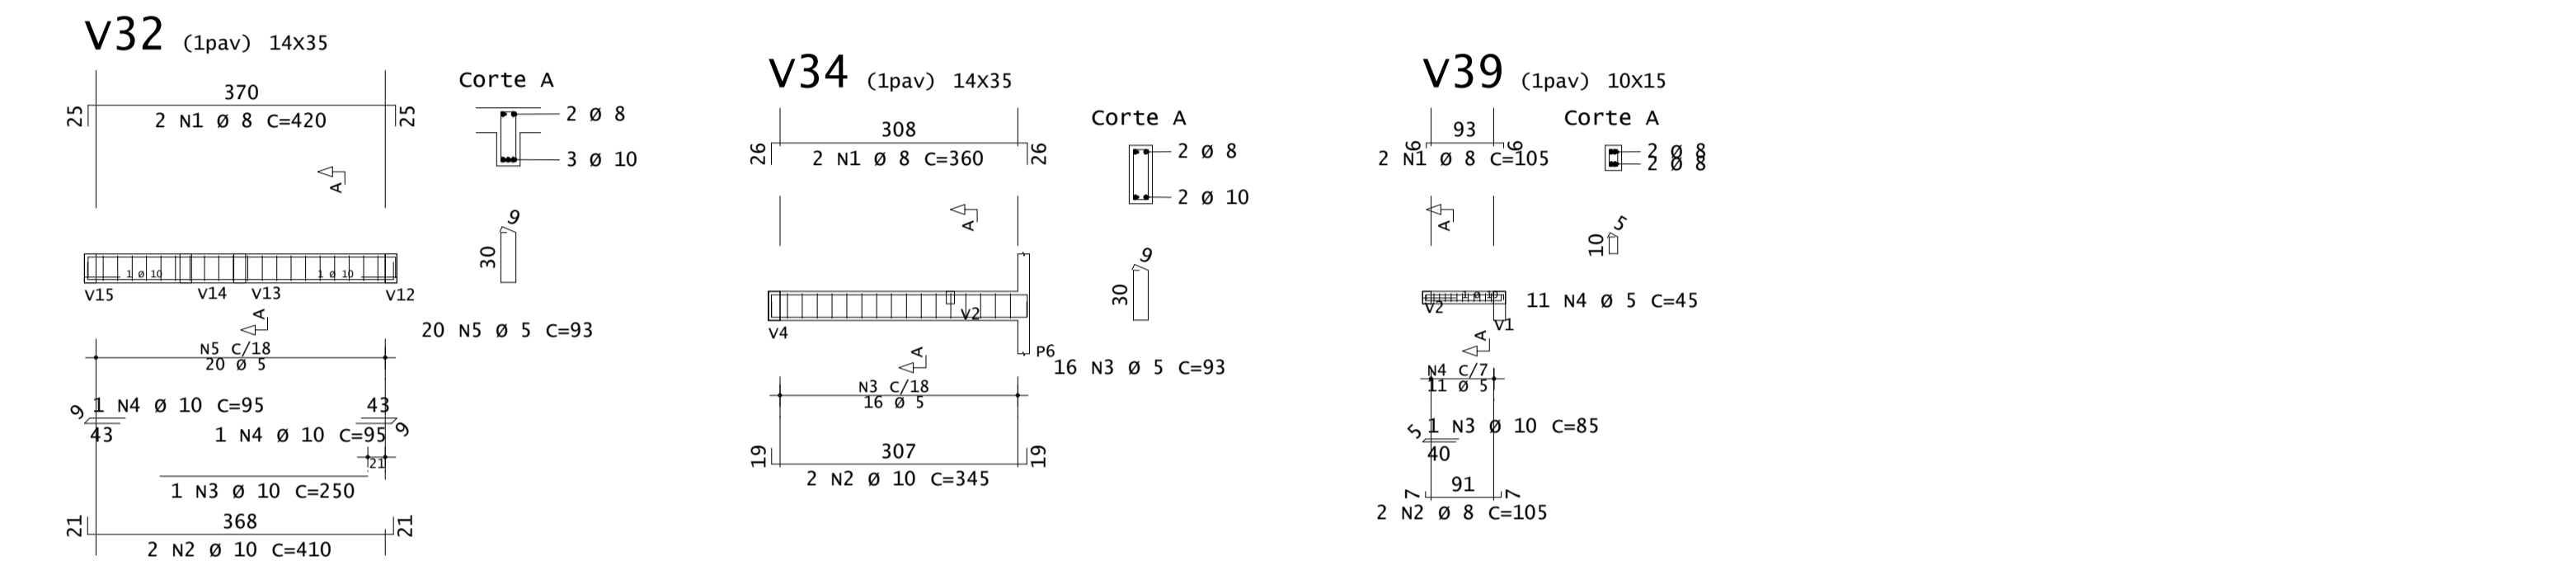 V32 (1pav) 14X35
370
25
25
2 N1 Ø 8 C=420
A
Corte A
2 Ø 8
3 Ø 10
9
30
1 Ø 10
1 Ø 10
V15
V14
V13
V12
A
20 N5 Ø 5 C=93
N5 C/18
20 Ø 5
9
1 N4 Ø 10 C=95
43
43
1 N4 Ø 10 C=95
9
21
1 N3 Ø 10 C=250
21
368
21
2 N2 Ø 10 C=410
V34 (1pav) 14X35
308
26
26
2 N1 Ø 8 C=360
A
Corte A
2 Ø 8
2 Ø 10
9
30
V2
V4
P6
A
16 N3 Ø 5 C=93
N3 C/18
16 Ø 5
19
307
19
2 N2 Ø 10 C=345
V39 (1pav) 10X15
93
6
6
2 N1 Ø 8 C=105
A
Corte A
2 Ø 8
2 Ø 8
5
10
1 Ø 10
V2
V1
11 N4 Ø 5 C=45
A
N4 C/7
11 Ø 5
5
1 N3 Ø 10 C=85
40
7
91
7
2 N2 Ø 8 C=105